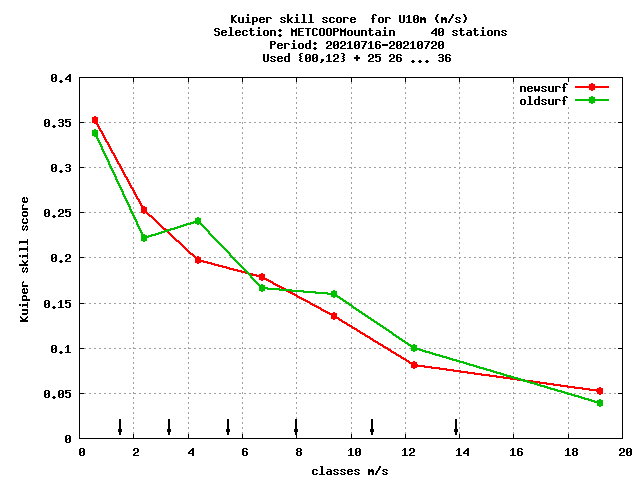 Kuiper skill score  for U10m (m/s)
Selection: METCOOPMountain     40 stations
Period: 20210716-20210720
Used {00,12} + 25 26 ... 36
newsurf
oldsurf
0.4
0.35
0.3
0.25
0.2
0.15
0.1
0.05
0
Kuiper skill score
0 2 4 6 8 10 12 14 16 18 20
classes m/s